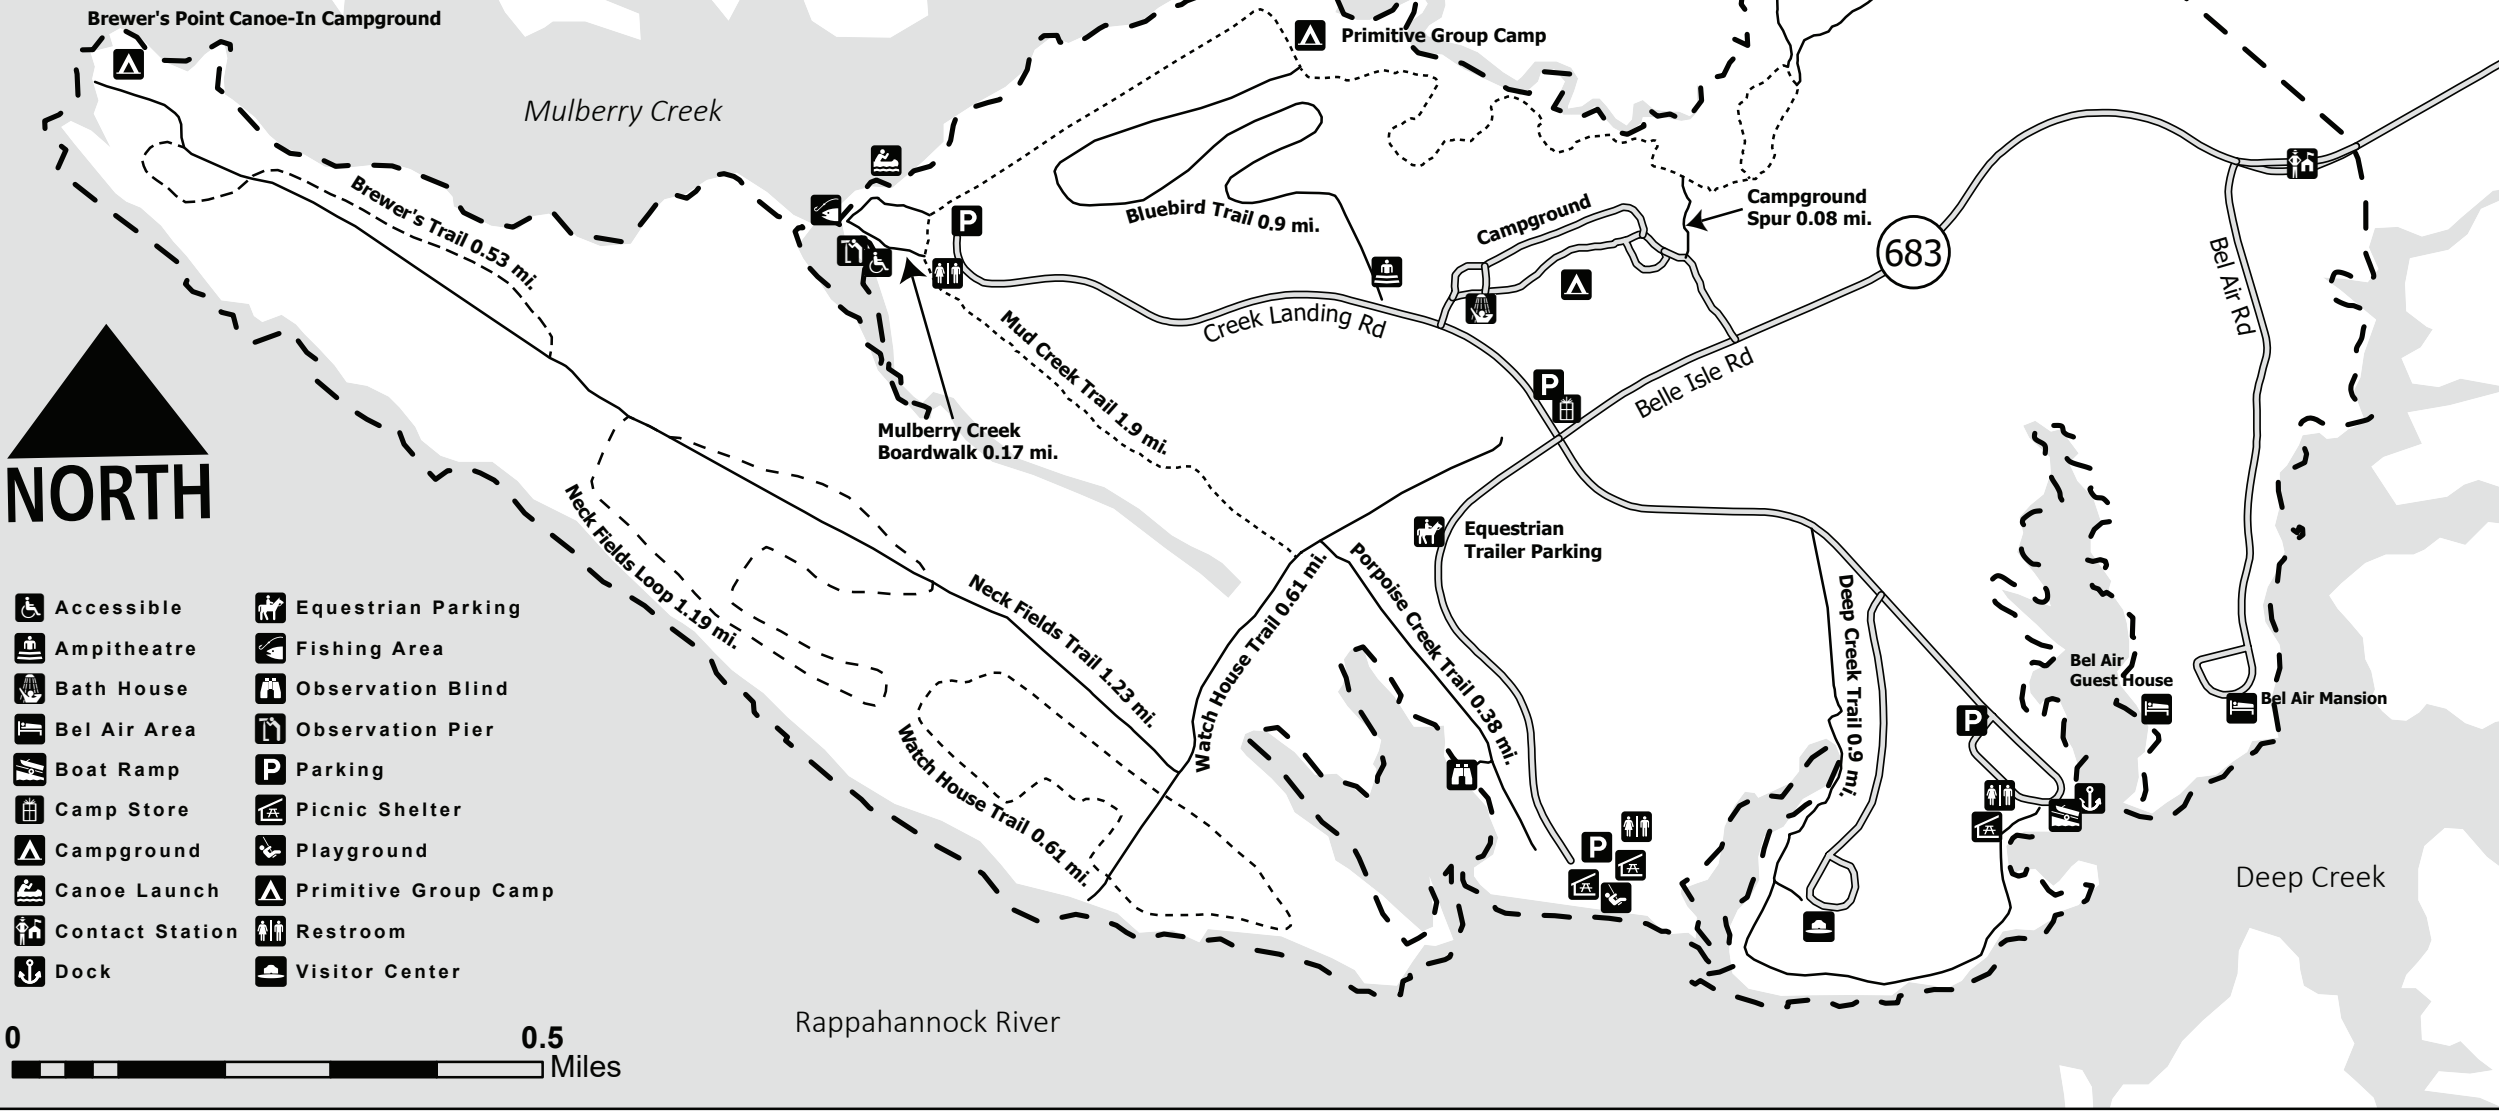 Brewer's Point Canoe-In Campground
Primitive Group Camp
Mulberry Creek
Brewer's Trail 0.53 mi.
P
Bluebird Trail 0.9 mi.
Campground
Campground
Spur 0.08 mi.
683
Bel Air Rd
Creek Landing Rd
Mud Creek Trail 1.9 mi.
Belle Isle Rd
P
Mulberry Creek
Boardwalk 0.17 mi.
NORTH
Neck Fields Loop 1.19 mi.
Neck Fields Trail 1.23 mi.
Watch House Trail 0.61 mi.
Porpoise Creek Trail 0.38 mi.
Equestrian
Trailer Parking
Deep Creek Trail 0.9 mi.
Bel Air
Guest House
Bel Air Mansion
P
Watch House Trail 0.61 mi.
P
Deep Creek
Accessible
Ampitheatre
Bath House
Bel Air Area
Boat Ramp
Camp Store
Campground
Canoe Launch
Contact Station
Dock
Equestrian Parking
Fishing Area
Observation Blind
Observation Pier
P Parking
Picnic Shelter
Playground
Primitive Group Camp
Restroom
Visitor Center
Rappahannock River
0 0.5
Miles